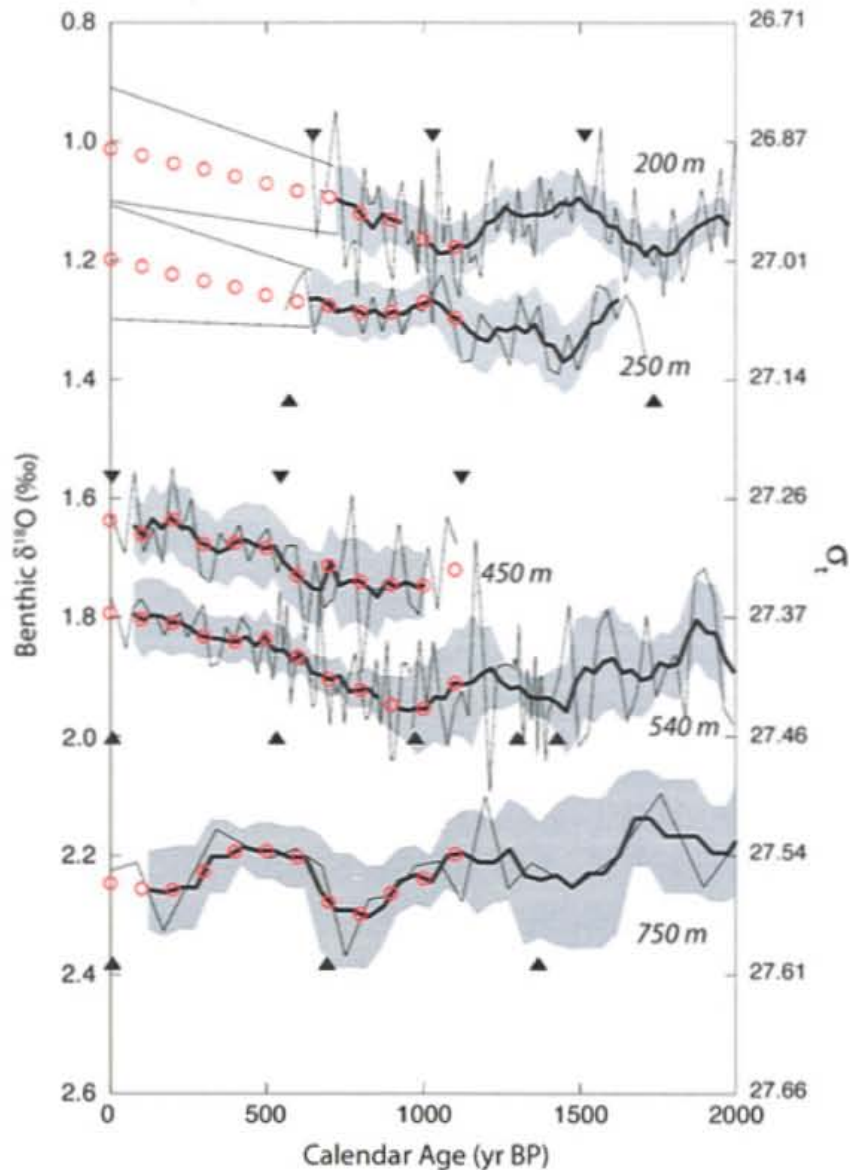 0.8
1.0
1.2
1.4
1.6
1.8
2.0
2.2
2.4
2.6
Benthic δ¹⁸O (‰)
200 m
250 m
450 m
540 m
750 m
26.71
26.87
27.01
27.14
27.26
27.37
27.46
27.54
27.61
27.66
σt
0 500 1000 1500 2000
Calendar Age (yr BP)